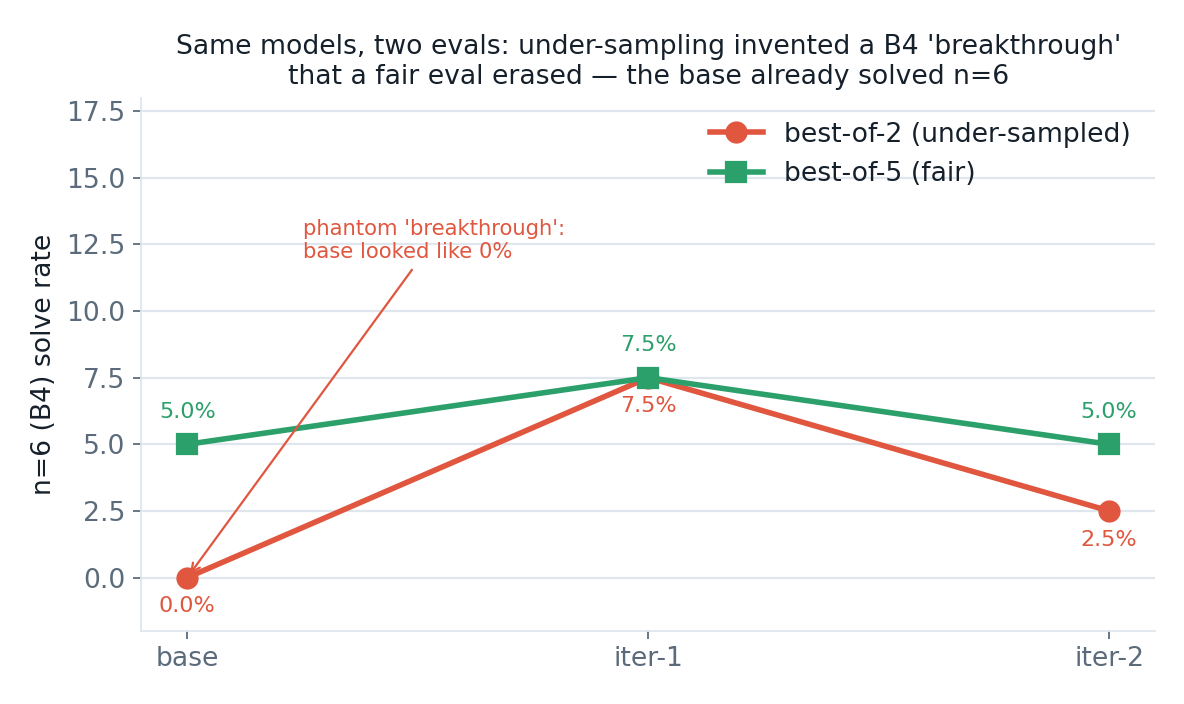 Same models, two evals: under-sampling invented a B4 'breakthrough'
that a fair eval erased — the base already solved n=6
17.5
15.0
12.5
10.0
7.5
5.0
2.5
0.0
n=6 (B4) solve rate
best-of-2 (under-sampled)
best-of-5 (fair)
phantom 'breakthrough':
base looked like 0%
5.0%
7.5%
5.0%
0.0%
7.5%
2.5%
base
iter-1
iter-2